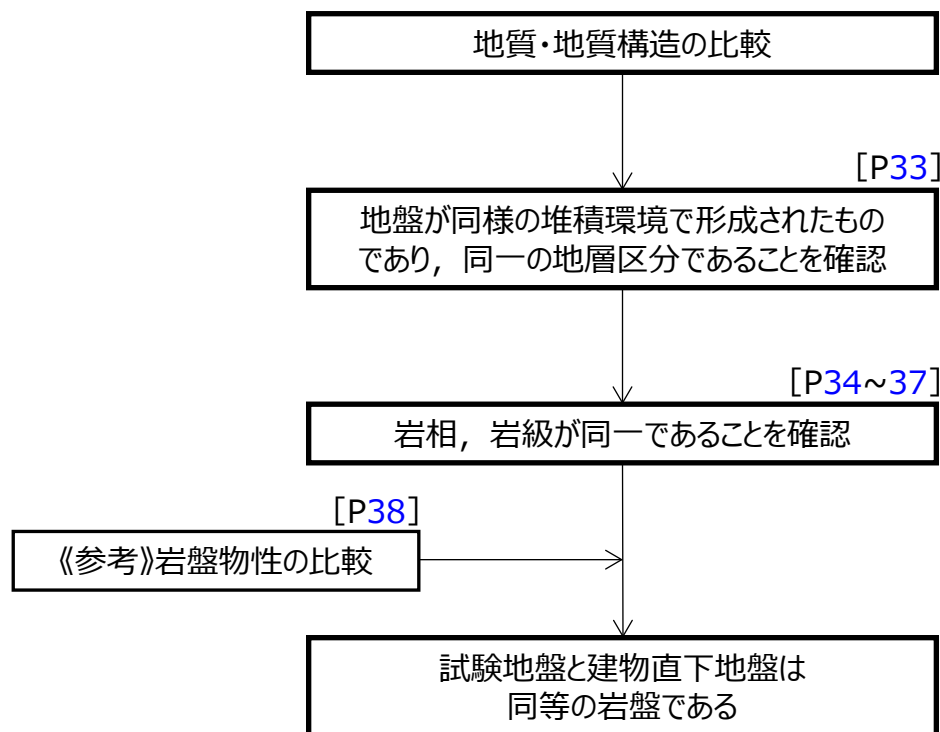 地質・地質構造の比較
[P33]
地盤が同様の堆積環境で形成されたもの
であり，同一の地層区分であることを確認
[P34~37]
岩相，岩級が同一であることを確認
[P38]
《参考》岩盤物性の比較
試験地盤と建物直下地盤は
同等の岩盤である